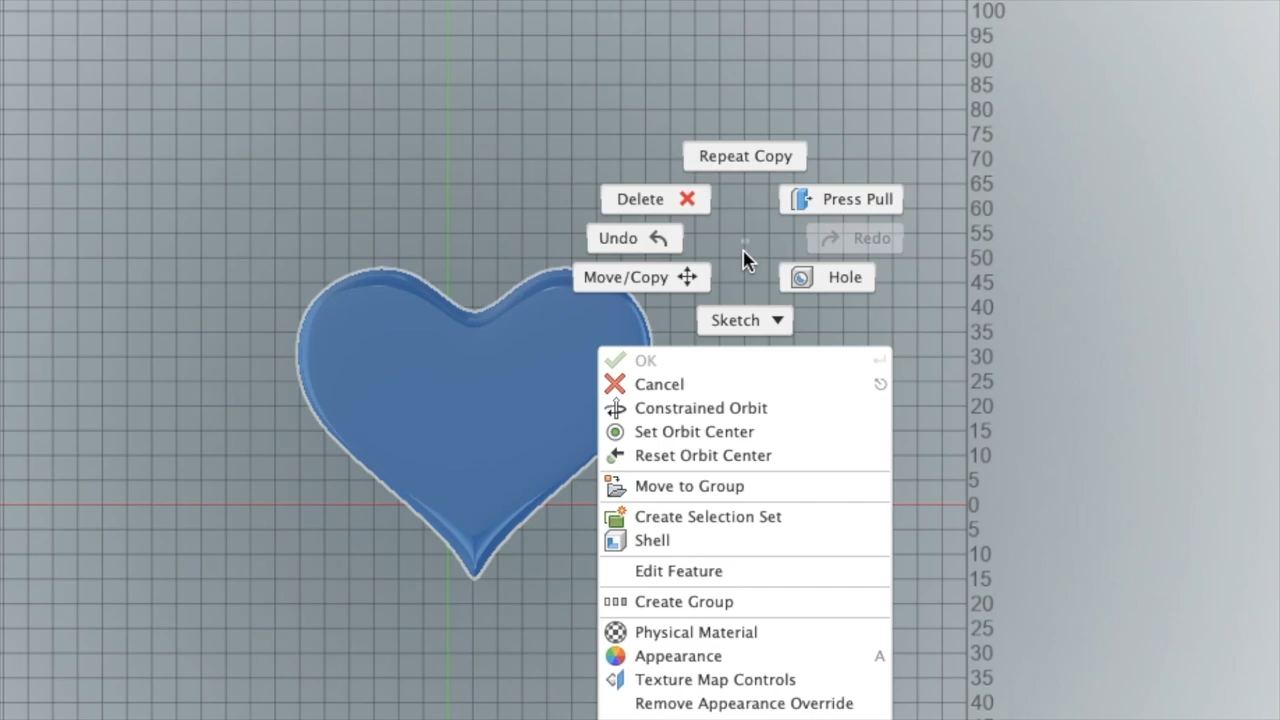 100
95
90
85
80
75
70
65
60
55
50
45
40
35
30
25
20
15
10
5
0
5
10
15
20
25
30
35
40
Repeat Copy
Delete
Press Pull
Undo
Redo
Move/Copy
Hole
Sketch
OK
Cancel
Constrained Orbit
Set Orbit Center
Reset Orbit Center
Move to Group
Create Selection Set
Shell
Edit Feature
Create Group
Physical Material
Appearance A
Texture Map Controls
Remove Appearance Override